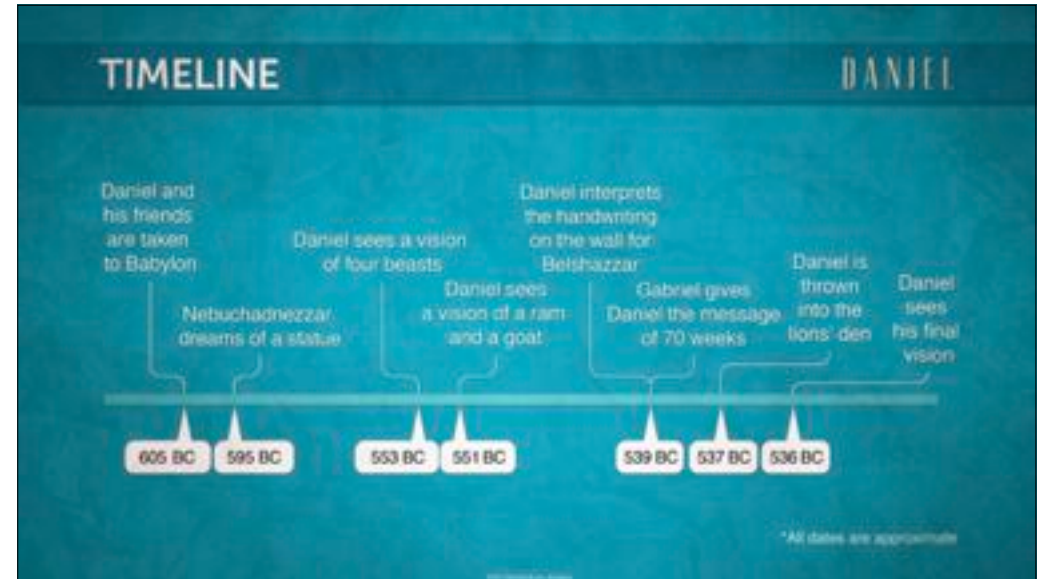 TIMELINE
DANIEL
Daniel and
his friends
are taken
to Babylon
Nebuchadnezzar
dreams of a statue
Daniel sees a vision
of four beasts
Daniel sees
a vision of a ram
and a goat
Daniel interprets
the handwriting
on the wall for
Belshazzar
Gabriel gives
Daniel the message
of 70 weeks
Daniel is
thrown
into the
lions' den
Daniel
sees
his final
vision
605 BC
595 BC
553 BC
551 BC
539 BC
537 BC
536 BC
*All dates are approximate